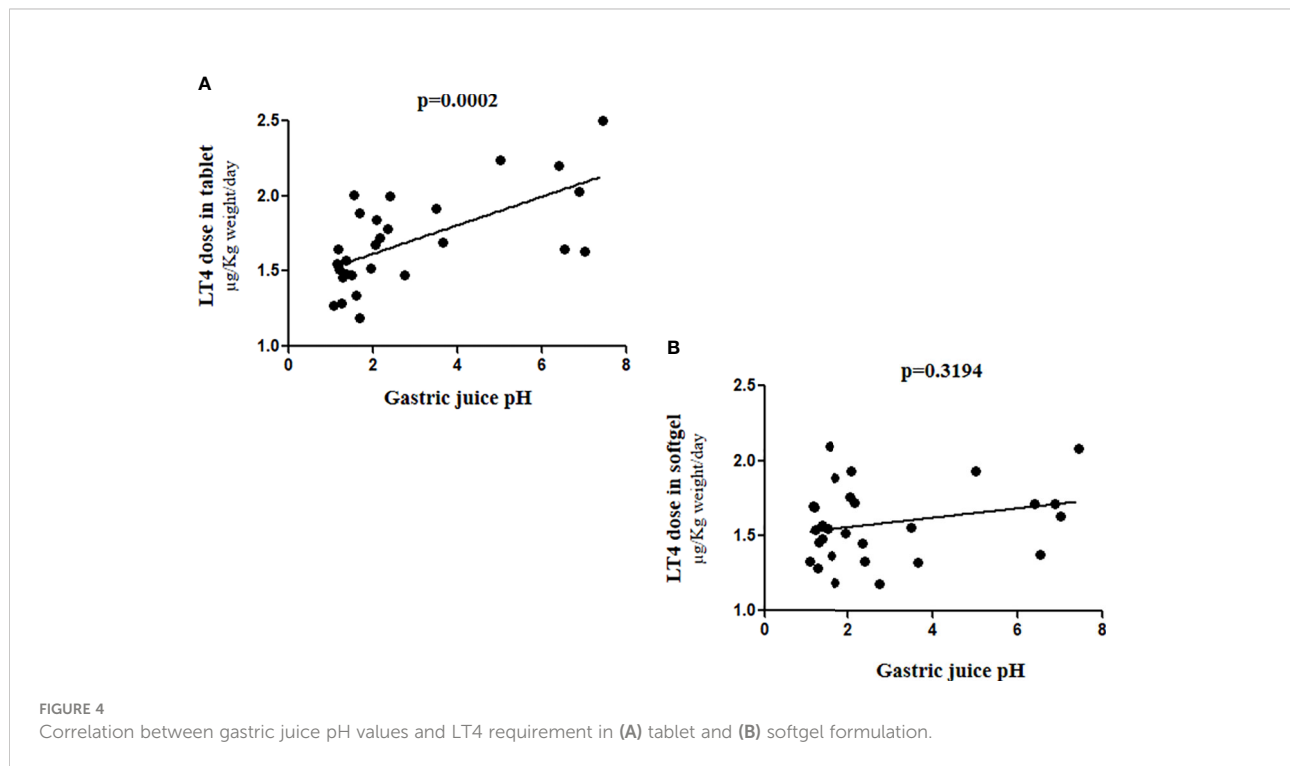 A
p=0.0002
LT4 dose in tablet
µg/Kg weight/day
2.5
2.0
1.5
1.0
0 2 4 6 8
Gastric juice pH
B
p=0.3194
LT4 dose in softgel
µg/Kg weight/day
2.5
2.0
1.5
1.0
0 2 4 6 8
Gastric juice pH
FIGURE 4
Correlation between gastric juice pH values and LT4 requirement in (A) tablet and (B) softgel formulation.